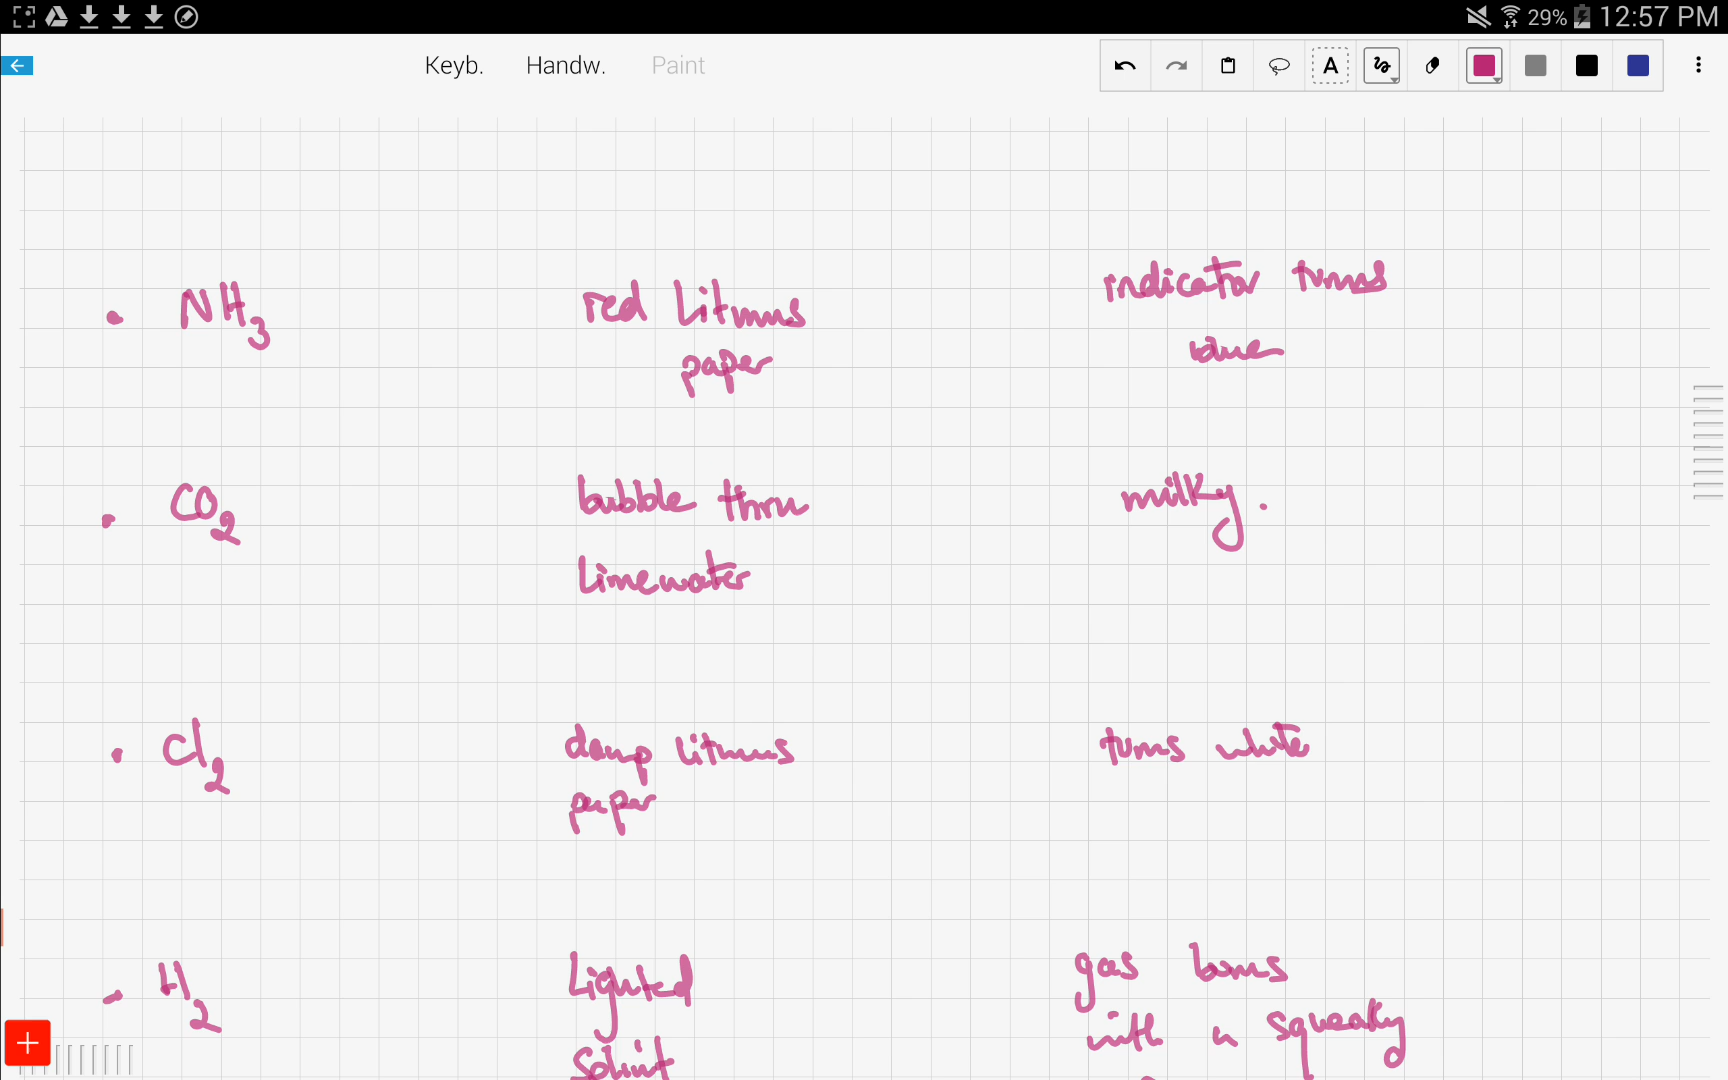 29% 12:57 PM
Keyb. Handw. Paint
A
• NH3 red Litmus paper indicator turns blue
• CO2 bubble thru limewater milky.
• Cl2 damp litmus paper turns white
• H2 Lighted splint gas burns with a squeaky